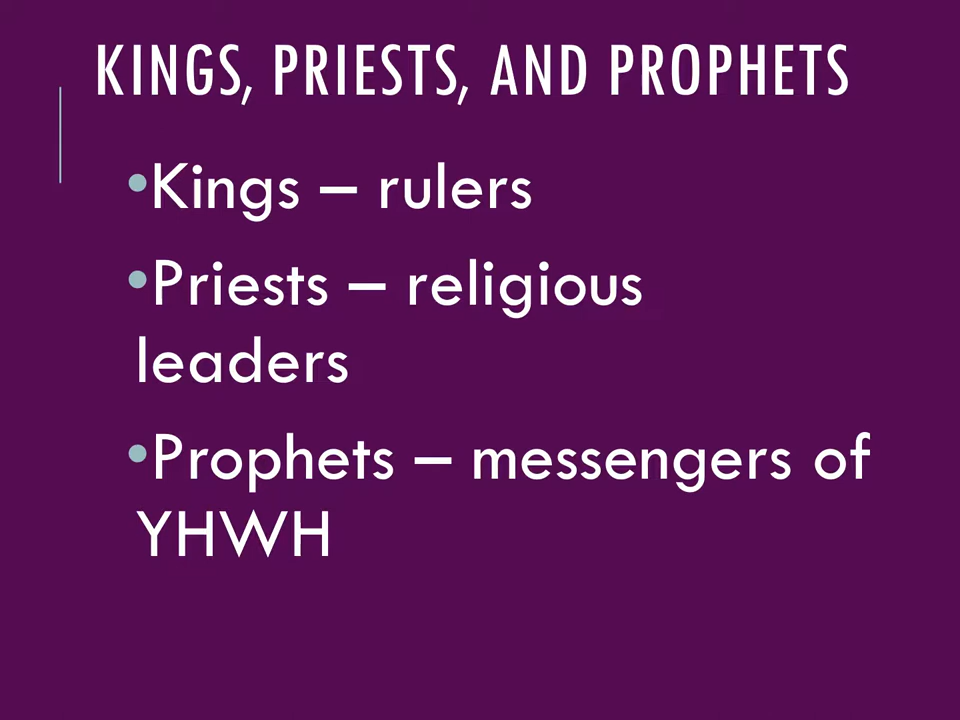 KINGS, PRIESTS, AND PROPHETS
•Kings – rulers
•Priests – religious
leaders
•Prophets – messengers of
YHWH